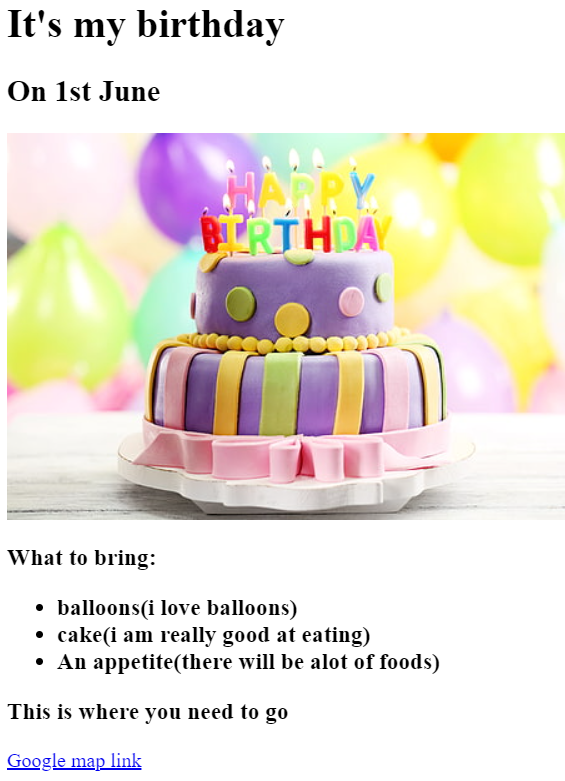 It's my birthday
On 1st June
HAPPY
BIRTHDAY
What to bring:
balloons(i love balloons)
cake(i am really good at eating)
An appetite(there will be alot of foods)
This is where you need to go
Google map link